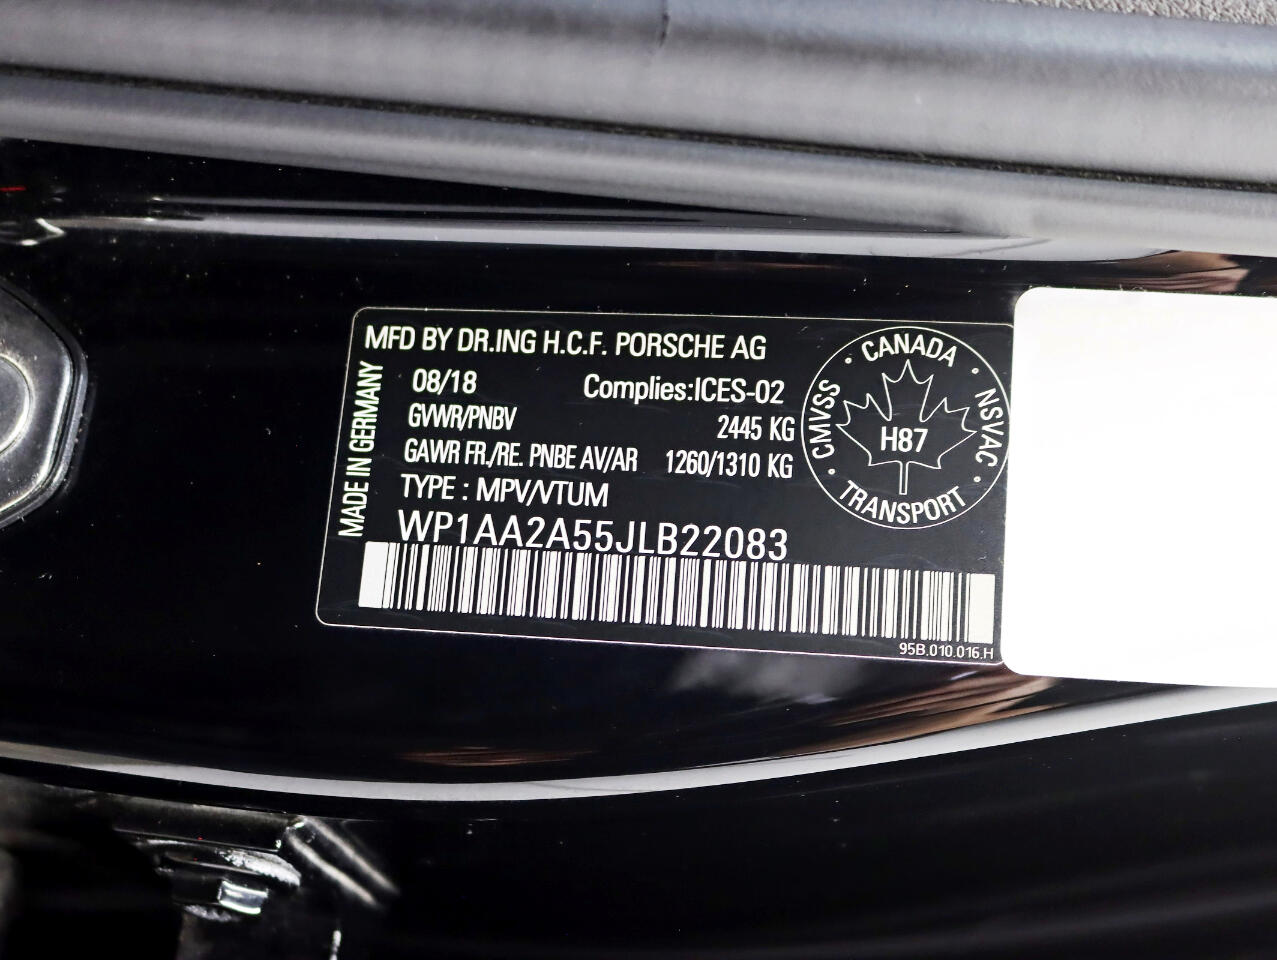 MFD BY DR.ING H.C.F. PORSCHE AG
MADE IN GERMANY
08/18 Complies:ICES-02
GVWR/PNBV 2445 KG
GAWR FR./RE. PNBE AV/AR 1260/1310 KG
TYPE : MPV/VTUM
WP1AA2A55JLB22083
95B.010.016.H
CANADA
CMVSS · NSVAC
H87
TRANSPORT